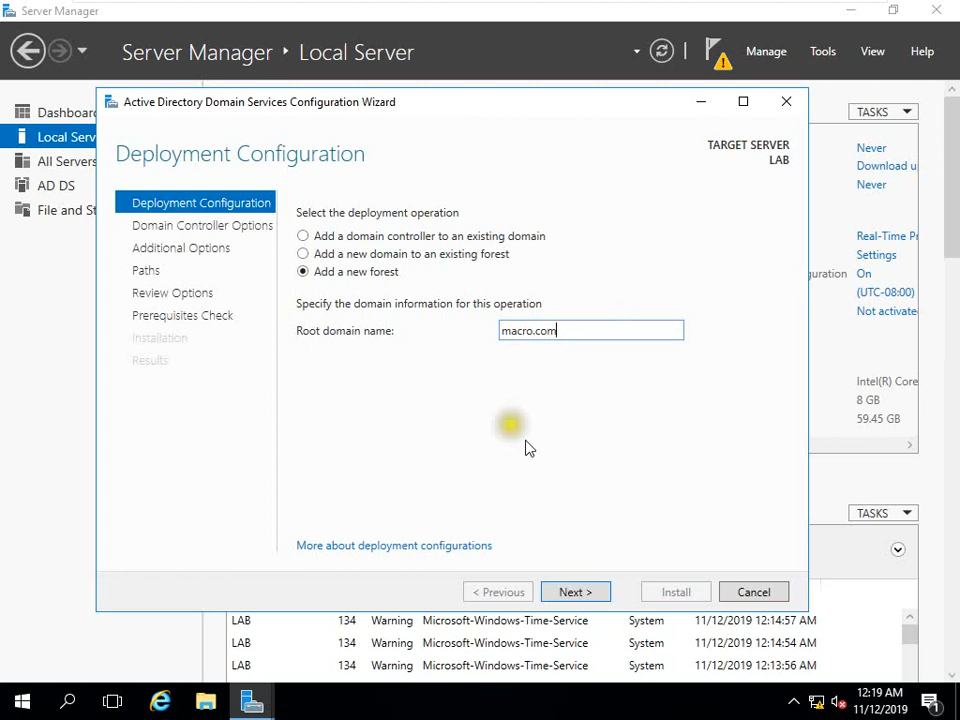 Server Manager
Server Manager ‣ Local Server
Manage Tools View Help
Dashboard
Local Serv
All Servers
AD DS
File and St
TASKS
Never
Download u
Never
Real-Time Pr
Settings
guration On
(UTC-08:00)
Not activate
Intel(R) Core
8 GB
59.45 GB
TASKS
Active Directory Domain Services Configuration Wizard
Deployment Configuration
TARGET SERVER
LAB
Deployment Configuration
Domain Controller Options
Additional Options
Paths
Review Options
Prerequisites Check
Installation
Results
Select the deployment operation
Add a domain controller to an existing domain
Add a new domain to an existing forest
Add a new forest
Specify the domain information for this operation
Root domain name: macro.com
More about deployment configurations
< Previous Next > Install Cancel
LAB 134 Warning Microsoft-Windows-Time-Service System 11/12/2019 12:14:57 AM
LAB 134 Warning Microsoft-Windows-Time-Service System 11/12/2019 12:14:54 AM
LAB 134 Warning Microsoft-Windows-Time-Service System 11/12/2019 12:13:56 AM
12:19 AM
11/12/2019
1